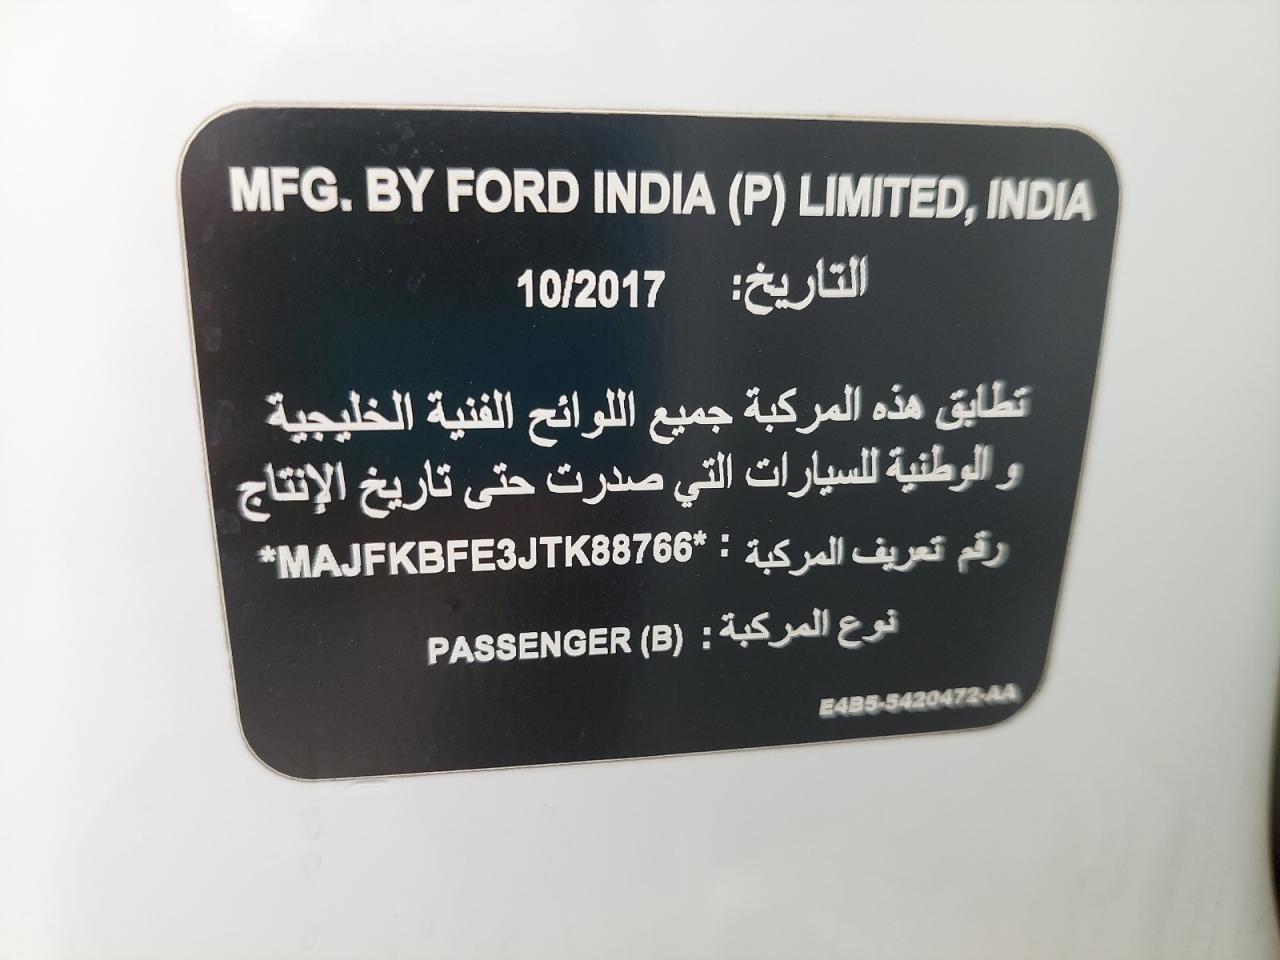 MFG. BY FORD INDIA (P) LIMITED, INDIA
التاريخ: 10/2017
تطابق هذه المركبة جميع اللوائح الفنية الخليجية
و الوطنية للسيارات التي صدرت حتى تاريخ الإنتاج
رقم تعريف المركبة : *MAJFKBFE3JTK88766*
نوع المركبة : PASSENGER (B)
E4B5-5420472-AA